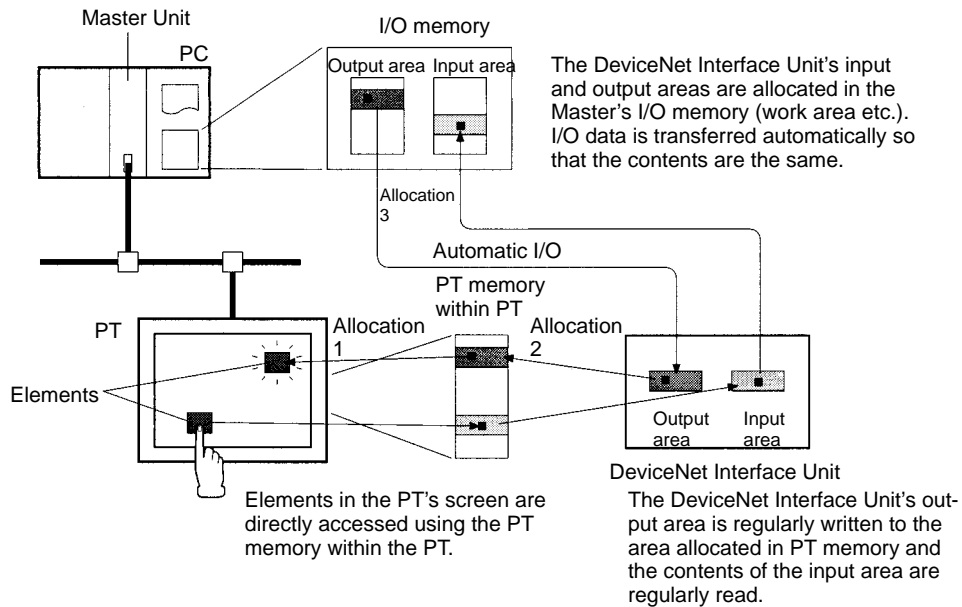 Master Unit
PC
I/O memory
Output area
Input area
The DeviceNet Interface Unit's input
and output areas are allocated in the
Master's I/O memory (work area etc.).
I/O data is transferred automatically so
that the contents are the same.
Allocation
3
Automatic I/O
PT memory
within PT
PT
Allocation
1
Allocation
2
Elements
Output
area
Input
area
DeviceNet Interface Unit
Elements in the PT's screen are
directly accessed using the PT
memory within the PT.
The DeviceNet Interface Unit's out-
put area is regularly written to the
area allocated in PT memory and
the contents of the input area are
regularly read.